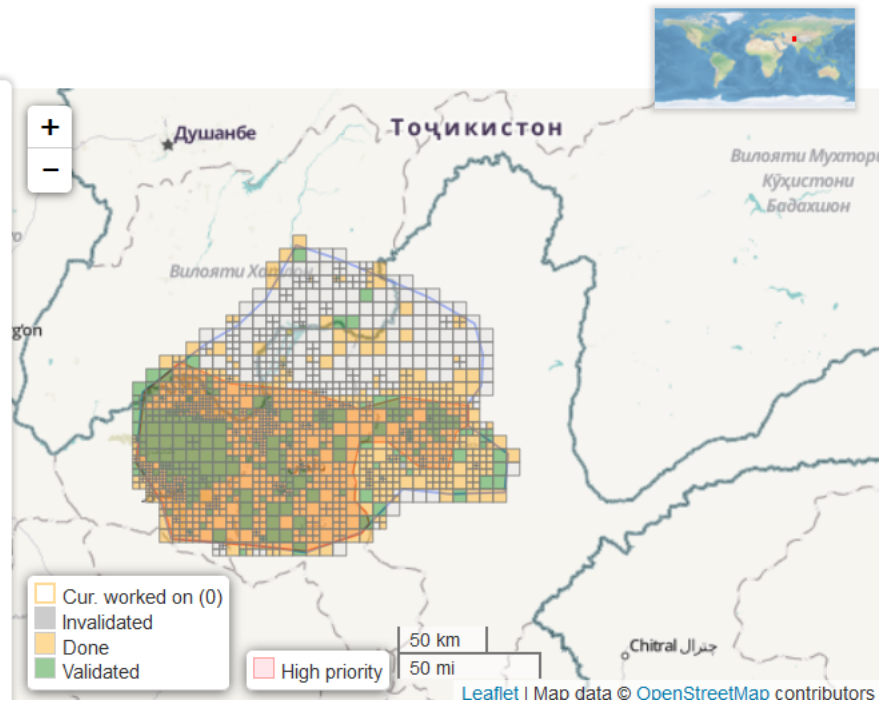 +
−
Душанбе
Тоҷикистон
Вилояти Мухтори
Кӯҳистони
Бадахшон
Вилояти Хатлон
g'on
Cur. worked on (0)
Invalidated
Done
Validated
High priority
50 km
50 mi
Chitral چترال
Leaflet | Map data © OpenStreetMap contributors